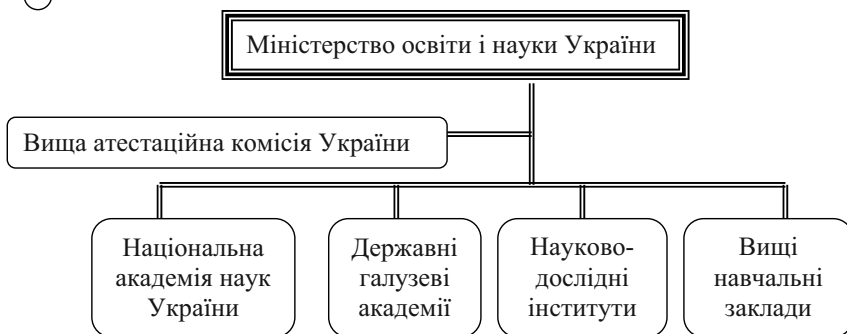 Міністерство освіти і науки України
Вища атестаційна комісія України
Національна
академія наук
України
Державні
галузеві
академії
Науково-
дослідні
інститути
Вищі
навчальні
заклади